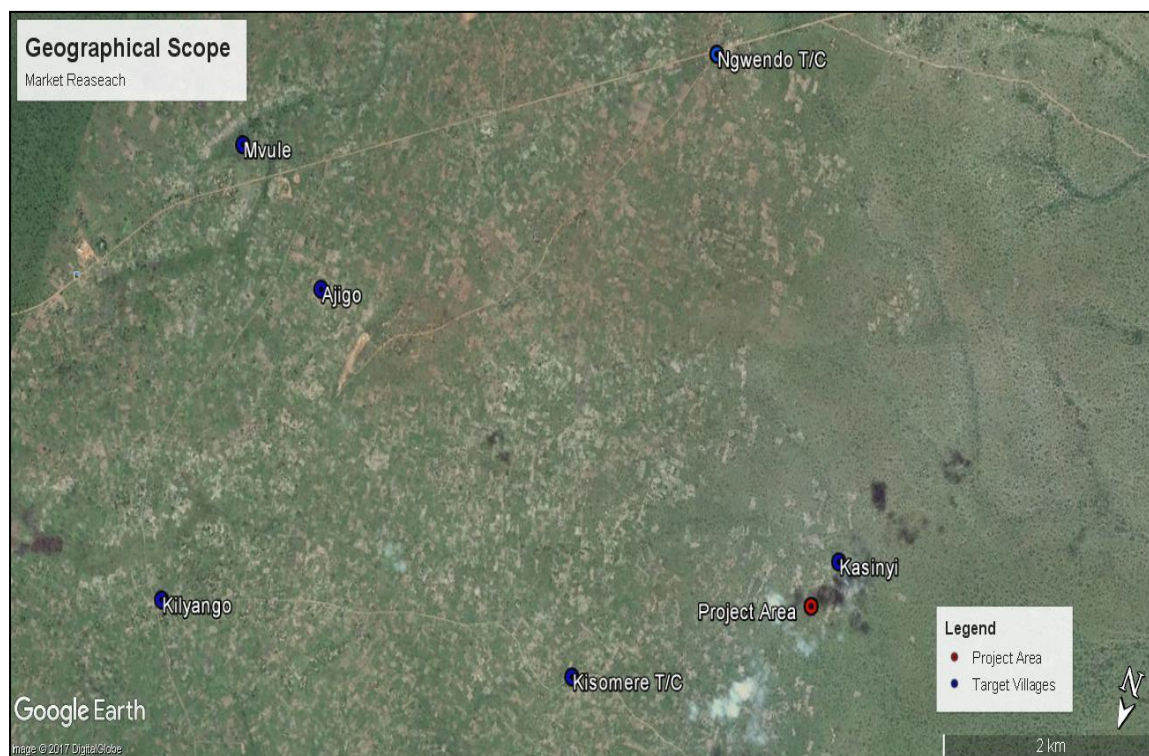 Geographical Scope
Market Reaseach
Ngwendo T/C
Mvule
Ajigo
Kasinyi
Kilyango
Project Area
Kisomere T/C
Legend
Project Area
Target Villages
N
Google Earth
Image © 2017 DigitalGlobe
2 km